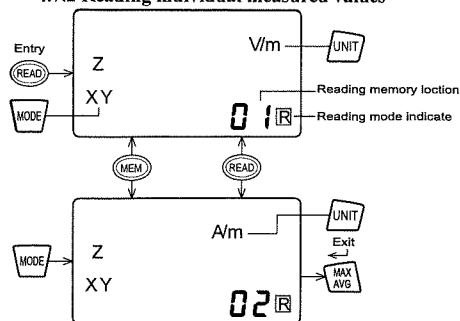 Reading individual measured values
Entry
V/m
UNIT
READ
Z
XY
Reading memory loction
MODE
01
R
Reading mode indicate
MEM
READ
A/m
UNIT
Exit
MODE
Z
MAX
AVG
XY
02
R